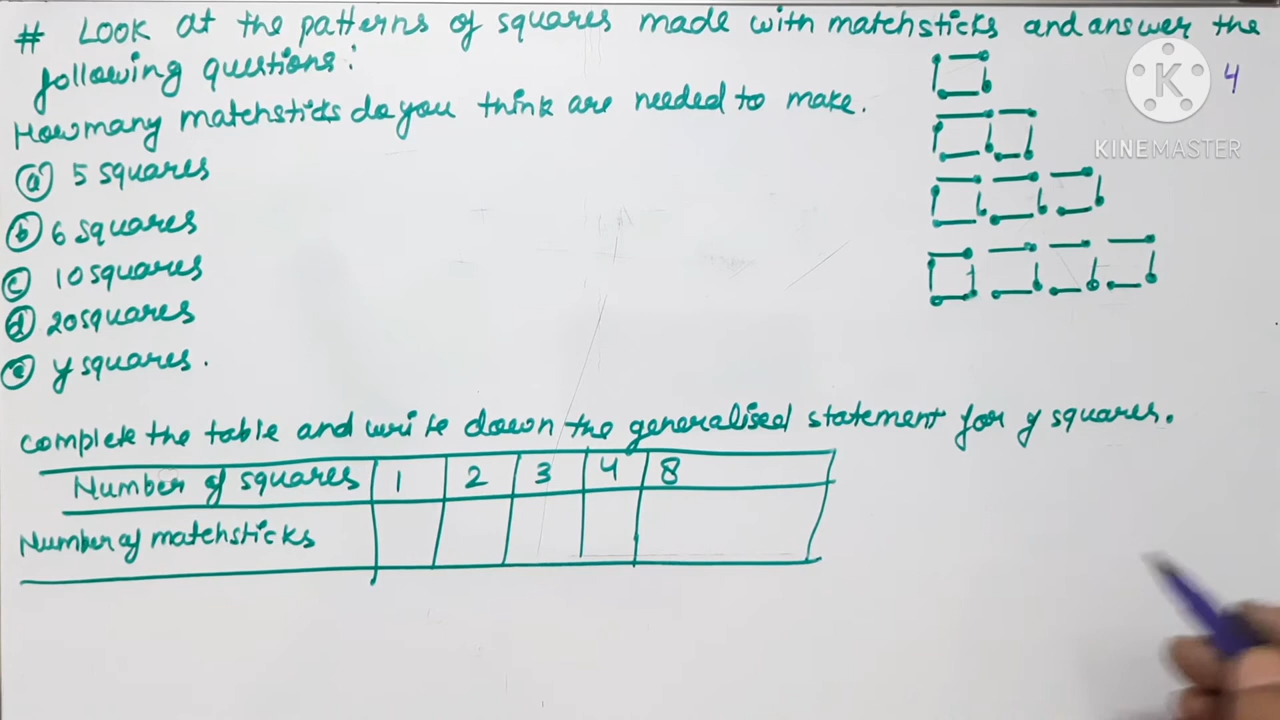 # Look at the patterns of squares made with matchsticks and answer the
following questions:
How many matchsticks do you think are needed to make.
(a) 5 squares
(b) 6 squares
(c) 10 squares
(d) 20 squares
(e) y squares.
4
K
KINEMASTER
complete the table and write down the generalised statement for y squares.
Number of squares 1 2 3 4 8
Number of matchsticks